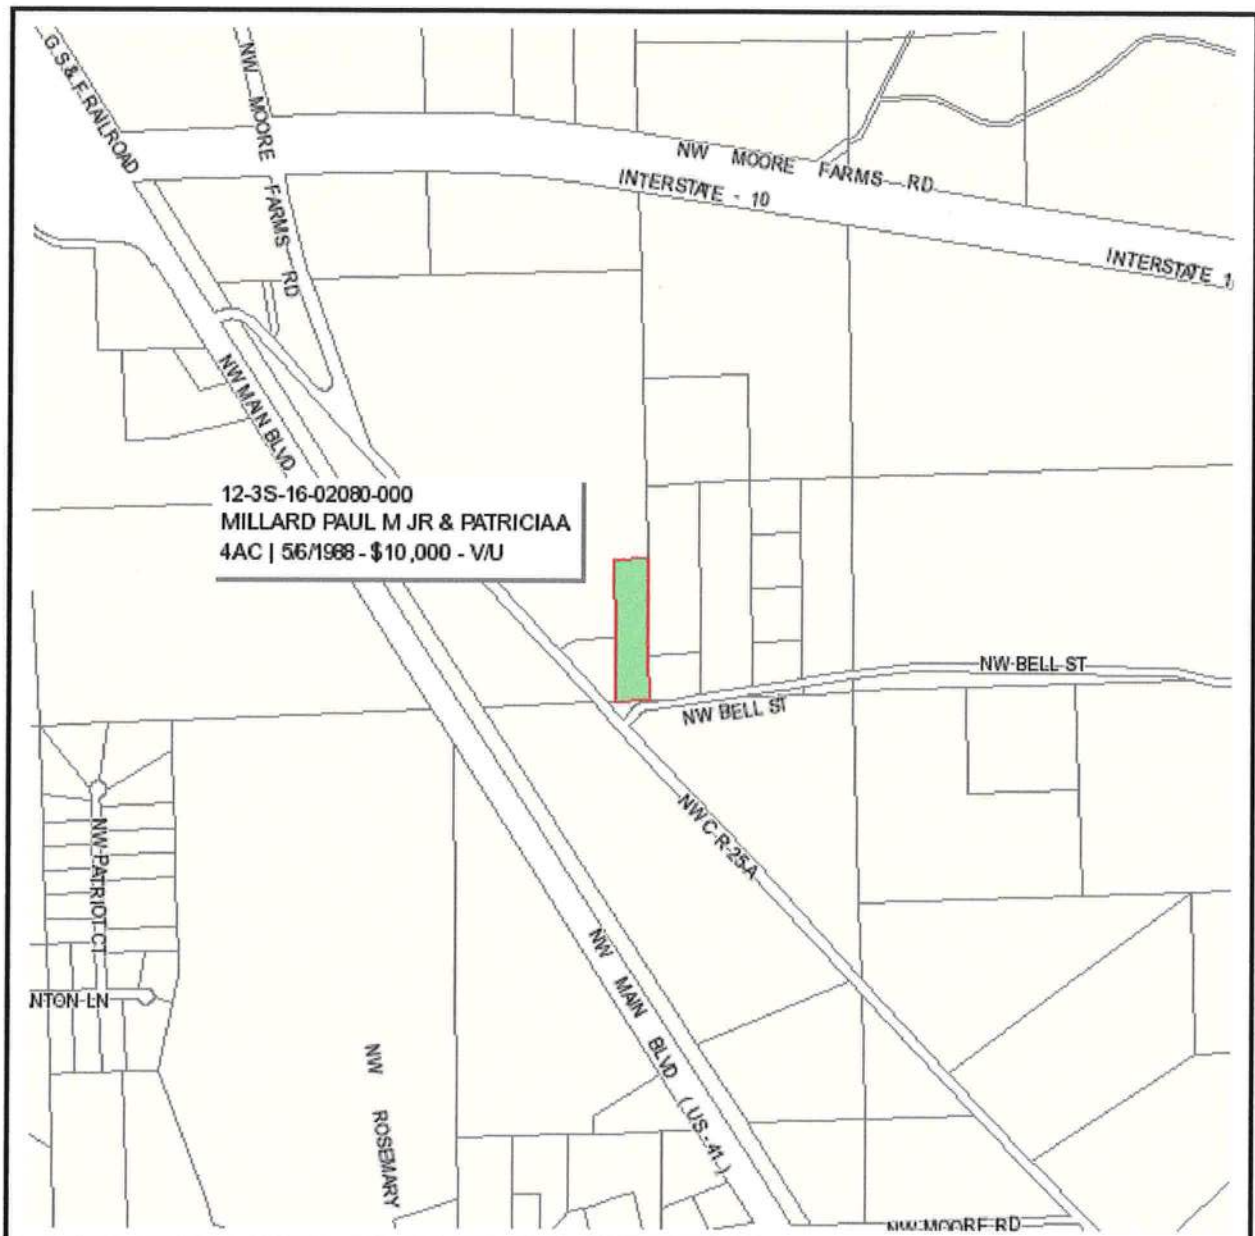 G.S.& F. RAILROAD
NW MOORE FARMS RD
NW MOORE FARMS RD
INTERSTATE - 10
INTERSTATE 1
NW MAIN BLVD
12-3S-16-02080-000
MILLARD PAUL M JR & PATRICIAA
4AC | 5/6/1988 - $10,000 - V/U
NW BELL ST
NW BELL ST
NW C-R-25-A
NW PATRIOT CT
NTON-LN
NW MAIN BLVD ( US-41 )
NW ROSEMARY
NW MOORE RD